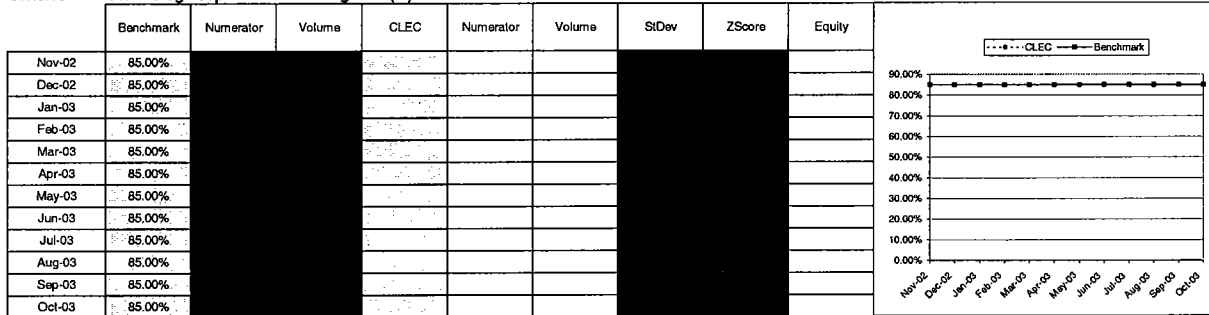 Benchmark Numerator Volume CLEC Numerator Volume StDev ZScore Equity
Nov-02 85.00%
Dec-02 85.00%
Jan-03 85.00%
Feb-03 85.00%
Mar-03 85.00%
Apr-03 85.00%
May-03 85.00%
Jun-03 85.00%
Jul-03 85.00%
Aug-03 85.00%
Sep-03 85.00%
Oct-03 85.00%
CLEC Benchmark
90.00%
80.00%
70.00%
60.00%
50.00%
40.00%
30.00%
20.00%
10.00%
0.00%
Nov-02 Dec-02 Jan-03 Feb-03 Mar-03 Apr-03 May-03 Jun-03 Jul-03 Aug-03 Sep-03 Oct-03